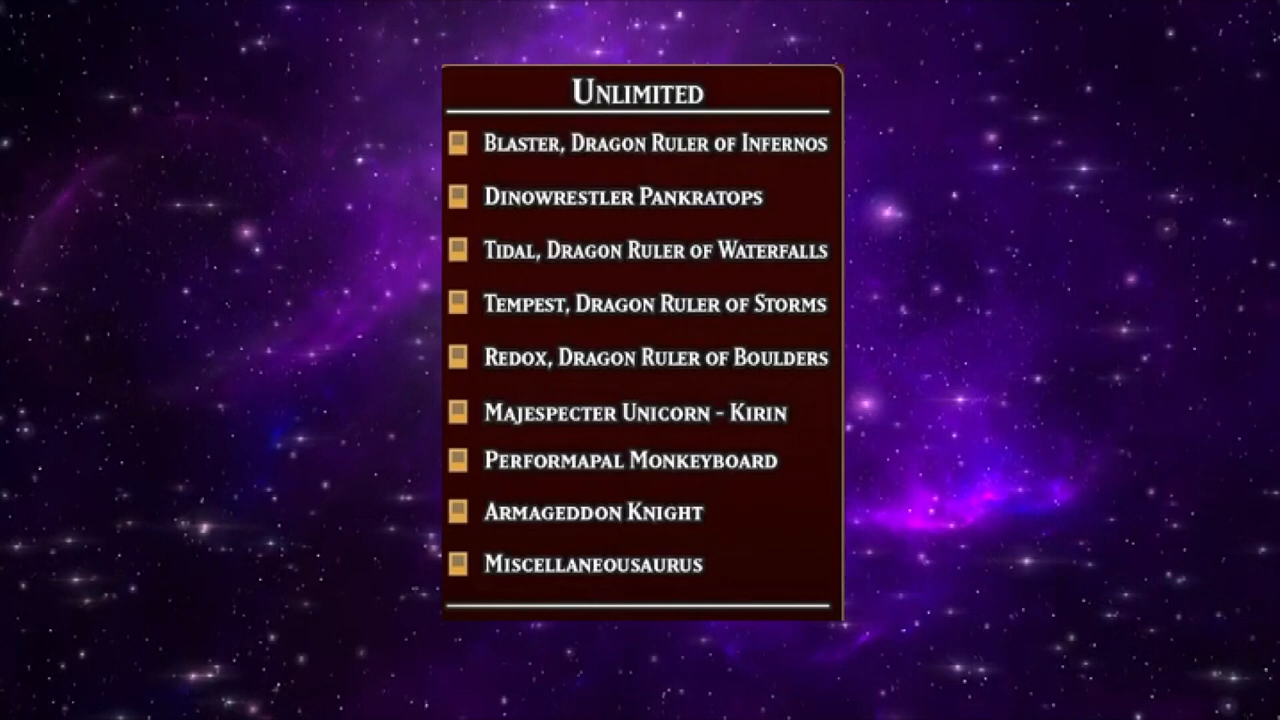 Unlimited
Blaster, Dragon Ruler of Infernos
Dinowrestler Pankratops
Tidal, Dragon Ruler of Waterfalls
Tempest, Dragon Ruler of Storms
Redox, Dragon Ruler of Boulders
Majespecter Unicorn - Kirin
Performapal Monkeyboard
Armageddon Knight
Miscellaneousaurus